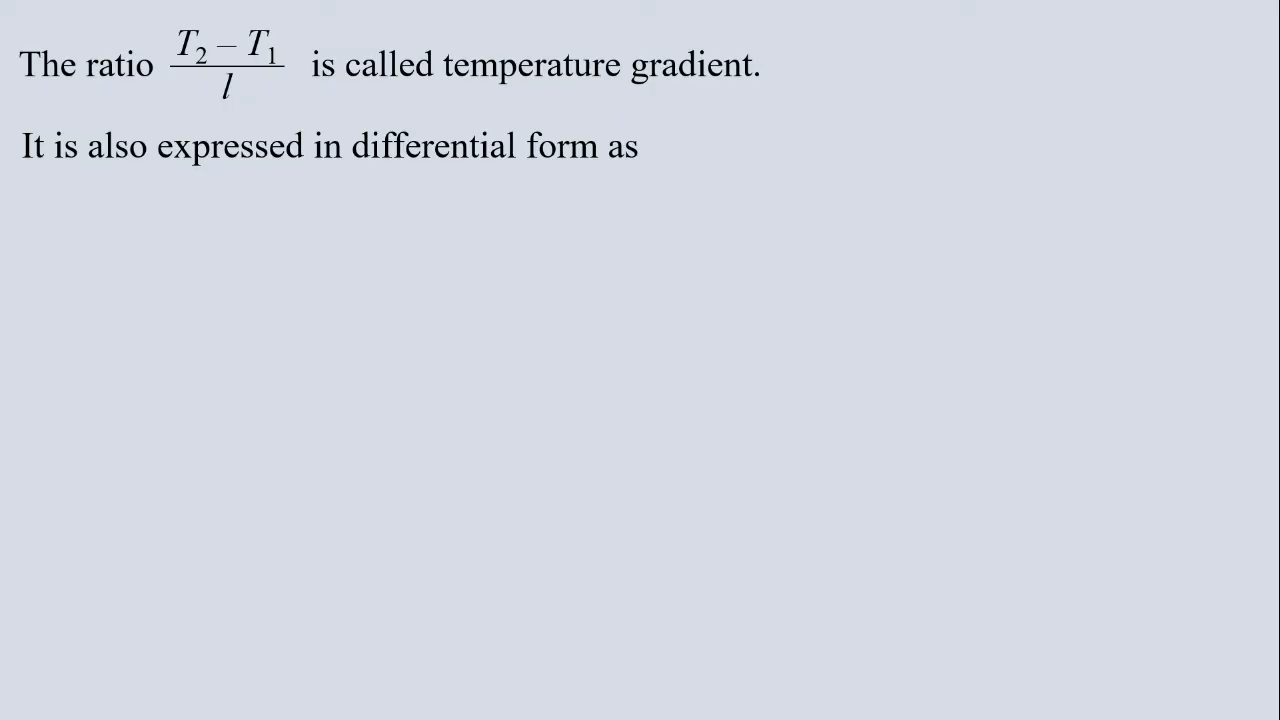 The ratio (T₂ – T₁)/l is called temperature gradient.
It is also expressed in differential form as